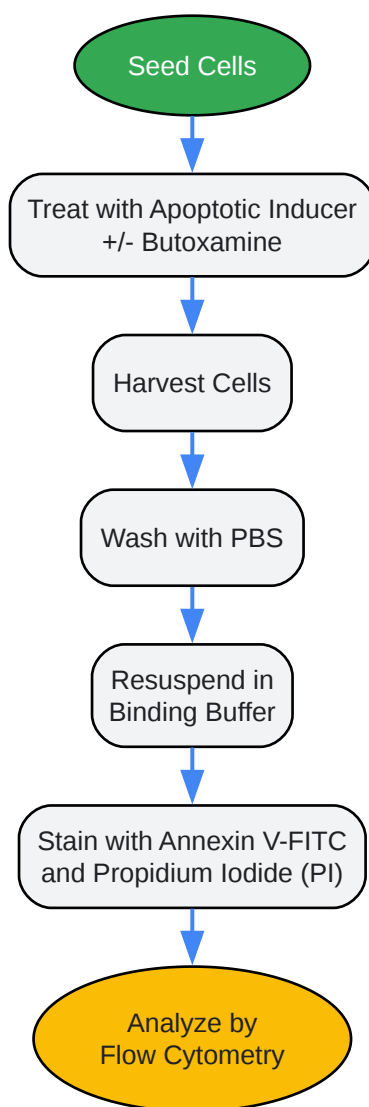 Seed Cells
Treat with Apoptotic Inducer
+/- Butoxamine
Harvest Cells
Wash with PBS
Resuspend in
Binding Buffer
Stain with Annexin V-FITC
and Propidium Iodide (PI)
Analyze by
Flow Cytometry